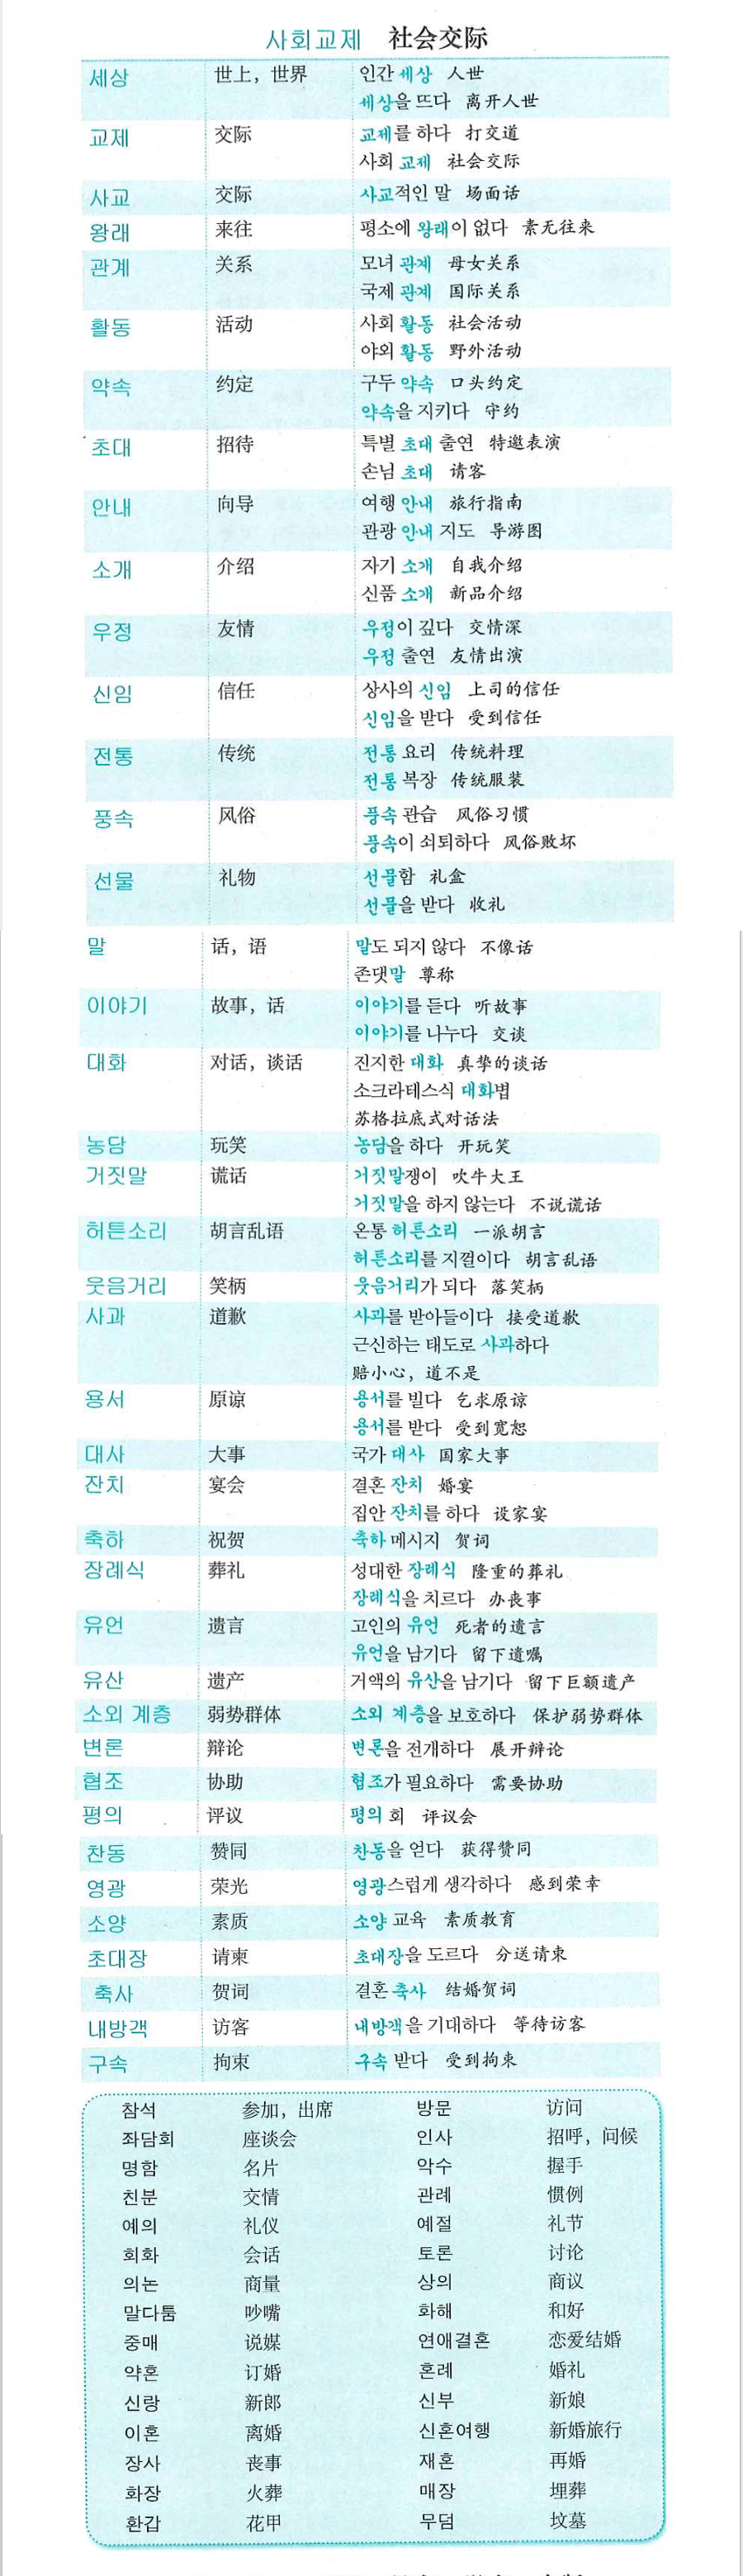 사회교제 社会交际
세상 世上，世界 인간 세상 人世
세상을 뜨다 离开人世
교제 交际 교제를 하다 打交道
사회 교제 社会交际
사교 交际 사교적인 말 场面话
왕래 来往 평소에 왕래이 없다 素无往来
관계 关系 모녀 관계 母女关系
국제 관계 国际关系
활동 活动 사회 활동 社会活动
야외 활동 野外活动
약속 约定 구두 약속 口头约定
약속을 지키다 守约
초대 招待 특별 초대 출연 特邀表演
손님 초대 请客
안내 向导 여행 안내 旅行指南
관광 안내 지도 导游图
소개 介绍 자기 소개 自我介绍
신품 소개 新品介绍
우정 友情 우정이 깊다 交情深
우정 출연 友情出演
신임 信任 상사의 신임 上司的信任
신임을 받다 受到信任
전통 传统 전통 요리 传统料理
전통 복장 传统服装
풍속 风俗 풍속 관습 风俗习惯
풍속이 쇠퇴하다 风俗败坏
선물 礼物 선물함 礼盒
선물을 받다 收礼
말 话，语 말도 되지 않다 不像话
존댓말 尊称
이야기 故事，话 이야기를 듣다 听故事
이야기를 나누다 交谈
대화 对话，谈话 진지한 대화 真挚的谈话
소크라테스식 대화볍
苏格拉底式对话法
농담 玩笑 농담을 하다 开玩笑
거짓말 谎话 거짓말쟁이 吹牛大王
거짓말을 하지 않는다 不说谎话
허튼소리 胡言乱语 온통 허튼소리 一派胡言
허튼소리를 지껄이다 胡言乱语
웃음거리 笑柄 웃음거리가 되다 落笑柄
사과 道歉 사과를 받아들이다 接受道歉
근신하는 태도로 사과하다
赔小心，道不是
용서 原谅 용서를 빌다 乞求原谅
용서를 받다 受到宽恕
대사 大事 국가 대사 国家大事
잔치 宴会 결혼 잔치 婚宴
집안 잔치를 하다 设家宴
축하 祝贺 축하 메시지 贺词
장례식 葬礼 성대한 장례식 隆重的葬礼
장례식을 치르다 办丧事
유언 遗言 고인의 유언 死者的遗言
유언을 남기다 留下遗嘱
유산 遗产 거액의 유산을 남기다 留下巨额遗产
소외 계층 弱势群体 소외 계층을 보호하다 保护弱势群体
변론 辩论 변론을 전개하다 展开辩论
협조 协助 협조가 필요하다 需要协助
평의 评议 평의 회 评议会
찬동 赞同 찬동을 얻다 获得赞同
영광 荣光 영광스럽게 생각하다 感到荣幸
소양 素质 소양 교육 素质教育
초대장 请柬 초대장을 도르다 分送请柬
축사 贺词 결혼 축사 结婚贺词
내방객 访客 내방객을 기대하다 等待访客
구속 拘束 구속 받다 受到拘束
참석 参加，出席 방문 访问
좌담회 座谈会 인사 招呼，问候
명함 名片 악수 握手
친분 交情 관례 惯例
예의 礼仪 예절 礼节
회화 会话 토론 讨论
의논 商量 상의 商议
말다툼 吵嘴 화해 和好
중매 说媒 연애결혼 恋爱结婚
약혼 订婚 혼례 婚礼
신랑 新郎 신부 新娘
이혼 离婚 신혼여행 新婚旅行
장사 丧事 재혼 再婚
화장 火葬 매장 埋葬
환갑 花甲 무덤 坟墓